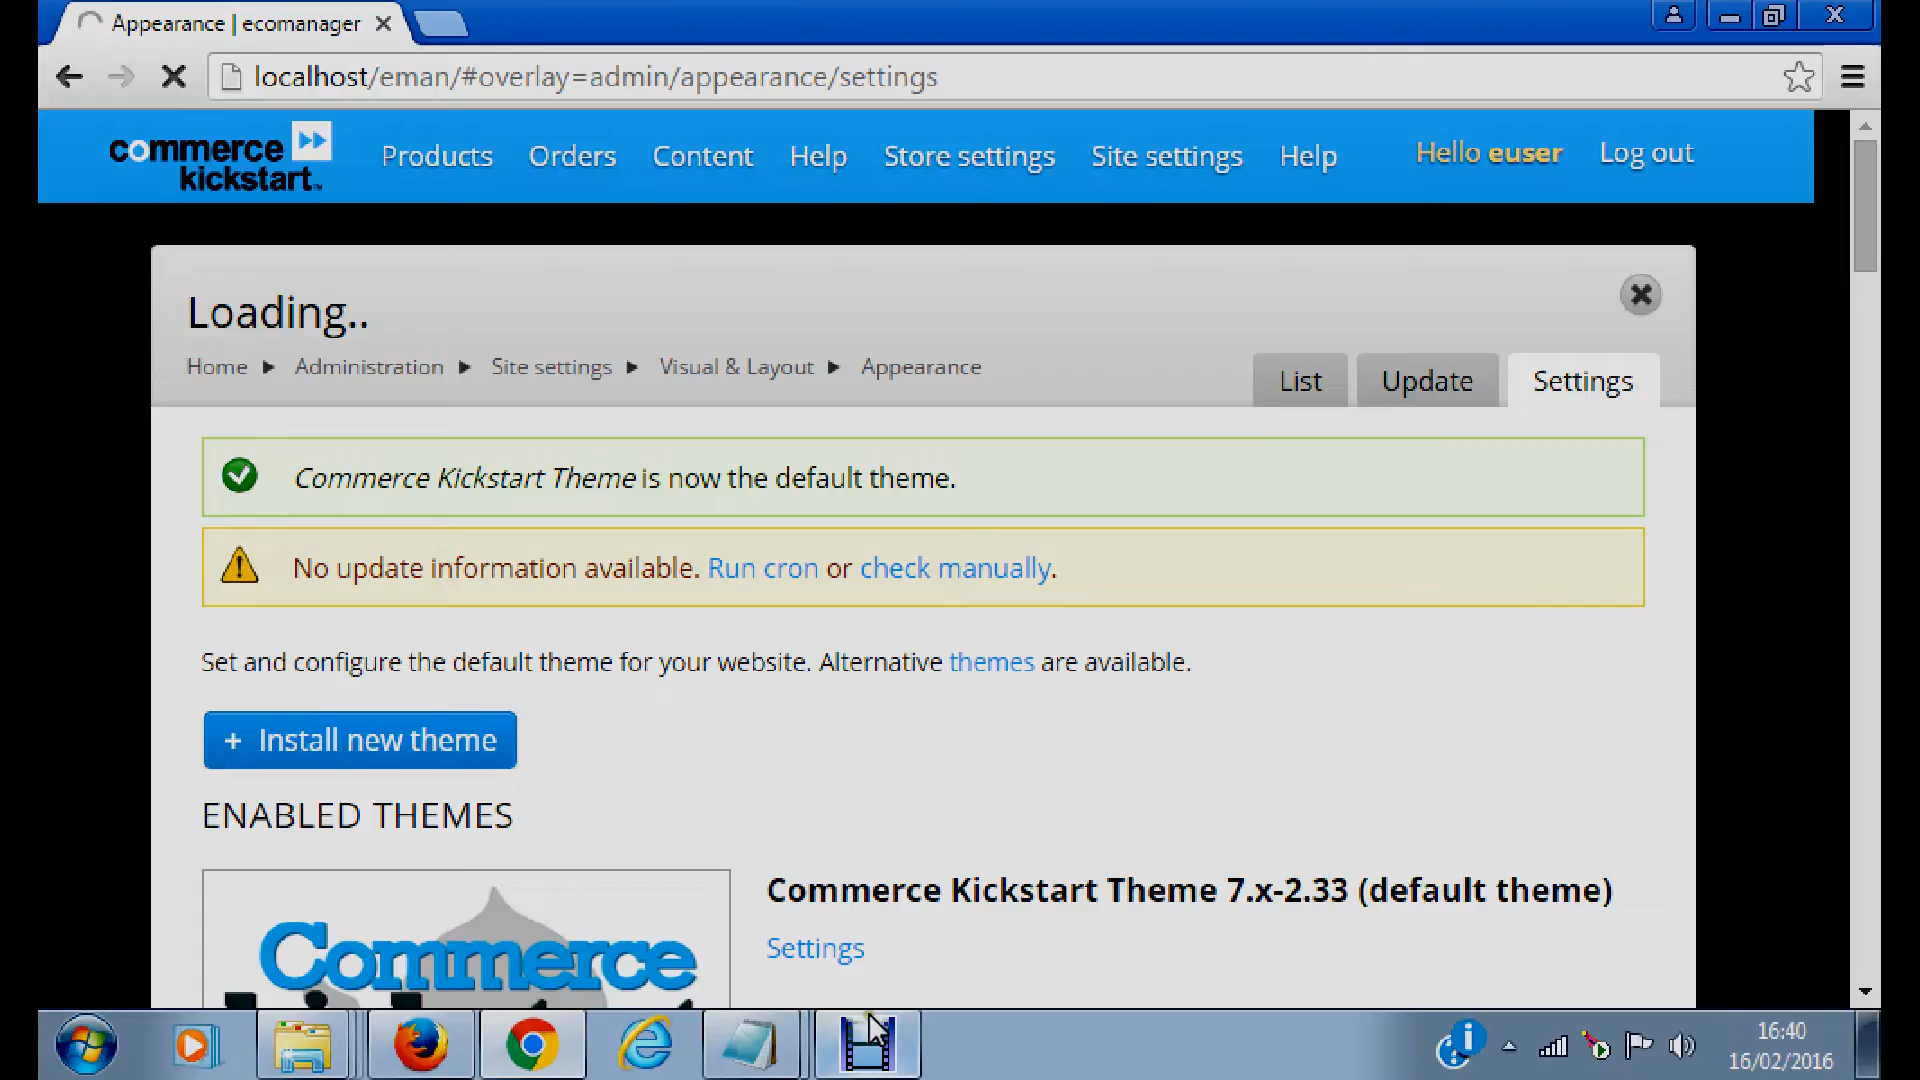 Appearance | ecomanager
localhost/eman/#overlay=admin/appearance/settings
commerce kickstart
Products Orders Content Help Store settings Site settings Help Hello euser Log out
Loading..
Home Administration Site settings Visual & Layout Appearance
List Update Settings
Commerce Kickstart Theme is now the default theme.
No update information available. Run cron or check manually.
Set and configure the default theme for your website. Alternative themes are available.
+ Install new theme
ENABLED THEMES
Commerce Kickstart Theme 7.x-2.33 (default theme)
Settings
Commerce
16:40
16/02/2016